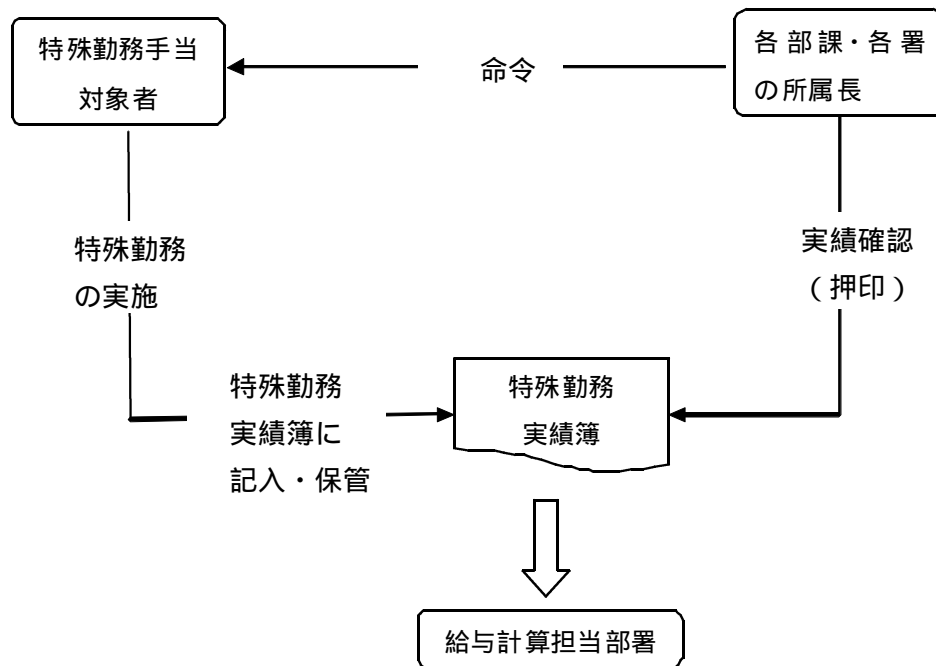 特殊勤務手当
対象者
命令
各部課・各署
の所属長
特殊勤務
の実施
実績確認
（押印）
特殊勤務
実績簿に
記入・保管
特殊勤務
実績簿
給与計算担当部署